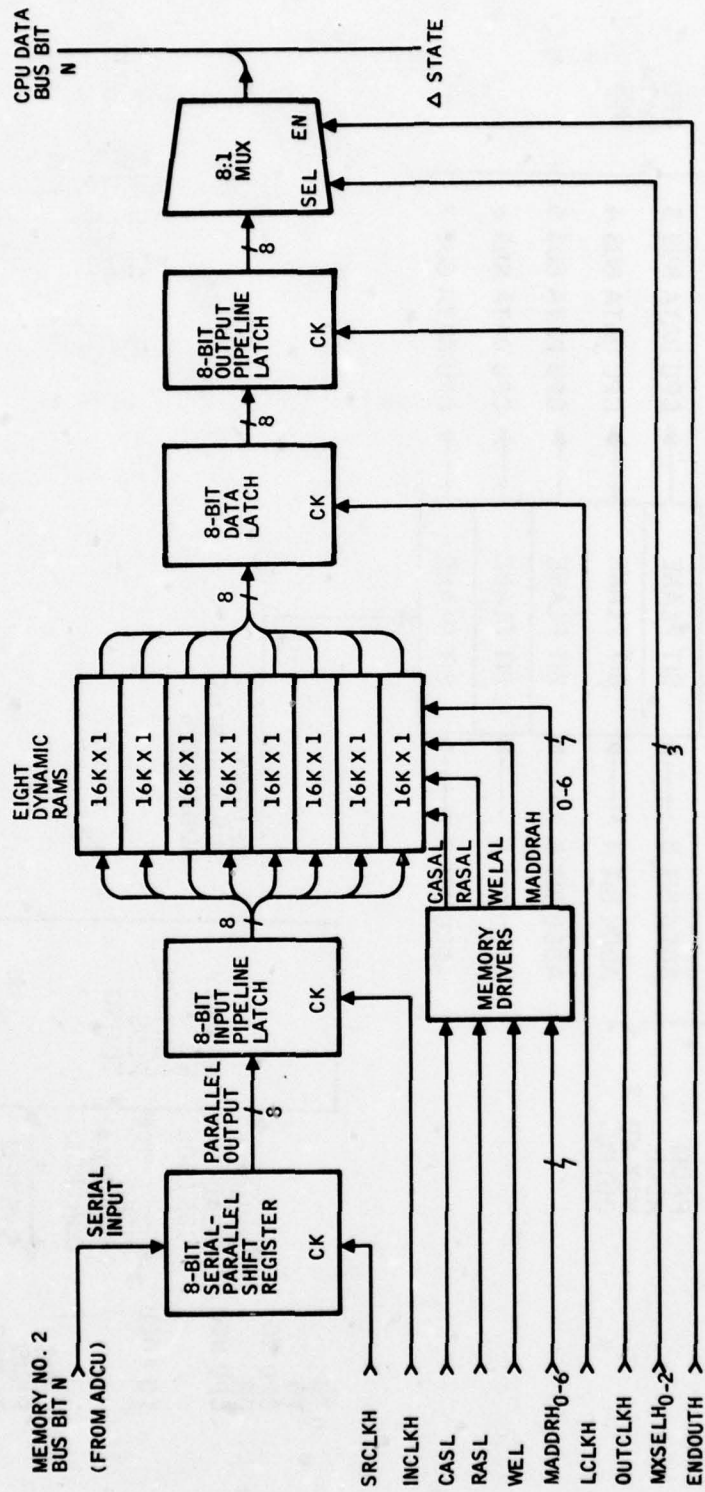 MEMORY NO. 2
BUS BIT N
(FROM ADCU)
SERIAL
INPUT
8-BIT
SERIAL-
PARALLEL
SHIFT
REGISTER
CK
PARALLEL
OUTPUT
8
8-BIT
INPUT
PIPELINE
LATCH
CK
8
EIGHT
DYNAMIC
RAMS
16K X 1
16K X 1
16K X 1
16K X 1
16K X 1
16K X 1
16K X 1
16K X 1
8
8-BIT
DATA
LATCH
CK
8
8-BIT
OUTPUT
PIPELINE
LATCH
CK
8
8:1
MUX
SEL
EN
CPU DATA
BUS BIT
N
Δ STATE
MEMORY
DRIVERS
CASAL
RASAL
WELAL
MADDRAH
0-6
7
3
SRCLKH
INCLKH
CASL
RASL
WEL
MADDRH0-6
LCLKH
OUTCLKH
MXSELH0-2
ENDOUTH